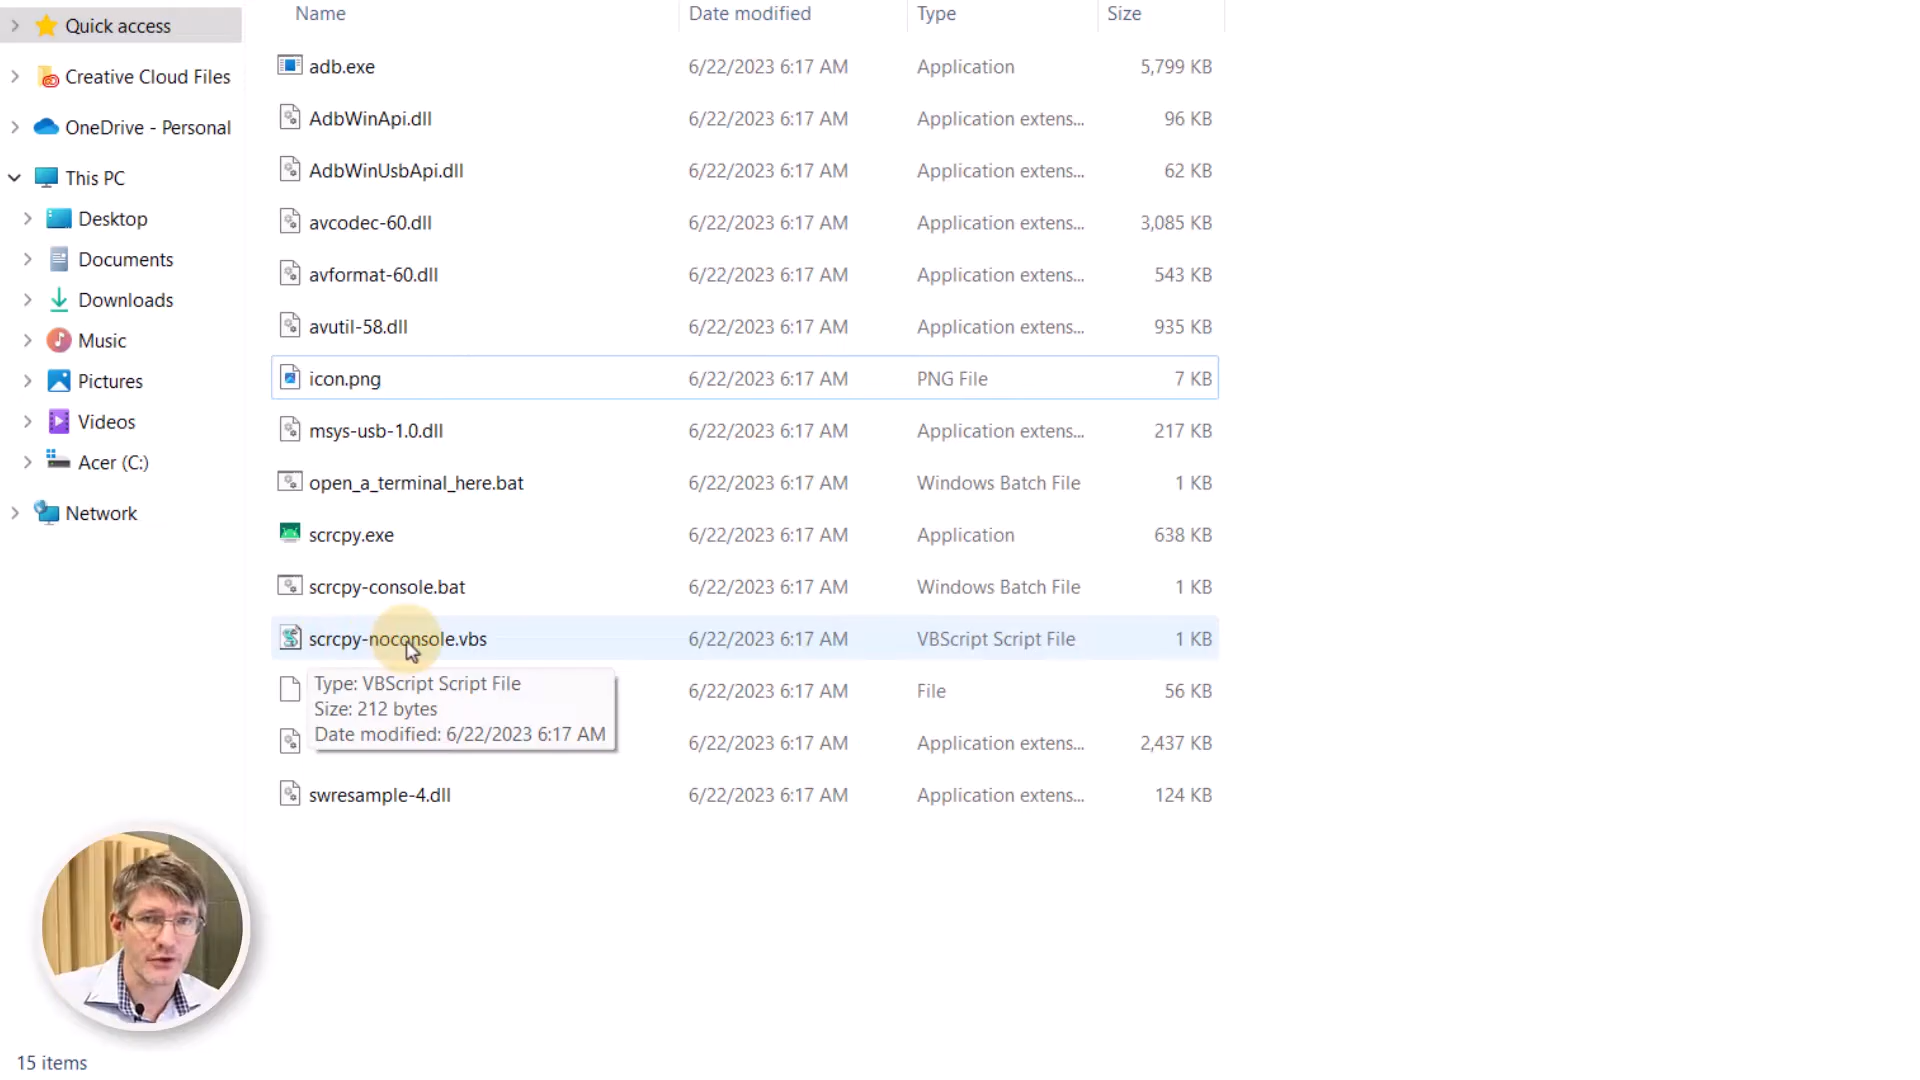 Name Date modified Type Size
Quick access
Creative Cloud Files
OneDrive - Personal
This PC
Desktop
Documents
Downloads
Music
Pictures
Videos
Acer (C:)
Network
adb.exe 6/22/2023 6:17 AM Application 5,799 KB
AdbWinApi.dll 6/22/2023 6:17 AM Application extens... 96 KB
AdbWinUsbApi.dll 6/22/2023 6:17 AM Application extens... 62 KB
avcodec-60.dll 6/22/2023 6:17 AM Application extens... 3,085 KB
avformat-60.dll 6/22/2023 6:17 AM Application extens... 543 KB
avutil-58.dll 6/22/2023 6:17 AM Application extens... 935 KB
icon.png 6/22/2023 6:17 AM PNG File 7 KB
msys-usb-1.0.dll 6/22/2023 6:17 AM Application extens... 217 KB
open_a_terminal_here.bat 6/22/2023 6:17 AM Windows Batch File 1 KB
scrcpy.exe 6/22/2023 6:17 AM Application 638 KB
scrcpy-console.bat 6/22/2023 6:17 AM Windows Batch File 1 KB
scrcpy-noconsole.vbs 6/22/2023 6:17 AM VBScript Script File 1 KB
6/22/2023 6:17 AM File 56 KB
6/22/2023 6:17 AM Application extens... 2,437 KB
swresample-4.dll 6/22/2023 6:17 AM Application extens... 124 KB
Type: VBScript Script File
Size: 212 bytes
Date modified: 6/22/2023 6:17 AM
15 items